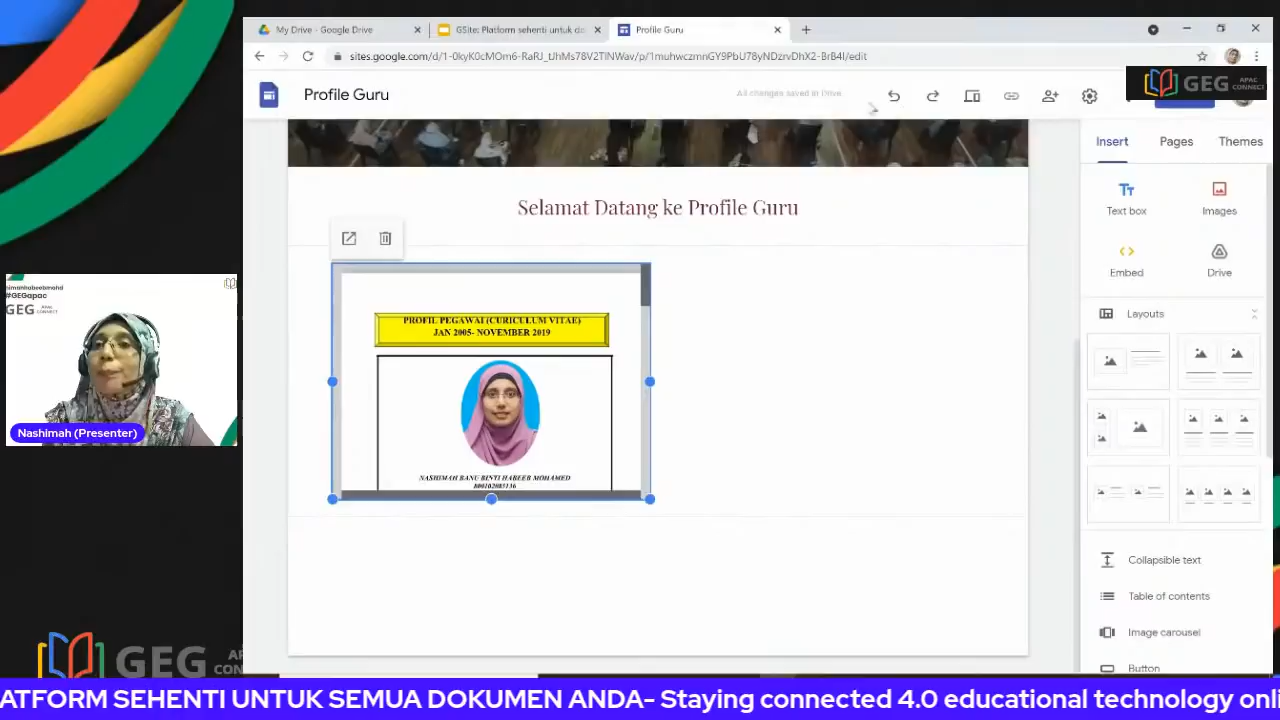 My Drive - Google Drive
GSite: Platform sehenti untuk do
Profile Guru
sites.google.com/d/1-0kyK0cMOm6-RaRJ_tJhMs78V2TlNWav/p/1muhwczmnGY9PbU78yNDzrvDhX2-BrB4l/edit
Profile Guru
All changes saved in Drive
GEG APAC CONNECT
Insert Pages Themes
Selamat Datang ke Profile Guru
Text box
Images
Embed
Drive
Layouts
PROFIL PEGAWAI (CURICULUM VITAE)
JAN 2005- NOVEMBER 2019
NASHIMAH BANU BINTI HABEEB MOHAMED
Collapsible text
Table of contents
Image carousel
Button
#GEGapac
GEG APAC CONNECT
Nashimah (Presenter)
GEG APAC
ATFORM SEHENTI UNTUK SEMUA DOKUMEN ANDA- Staying connected 4.0 educational technology onli